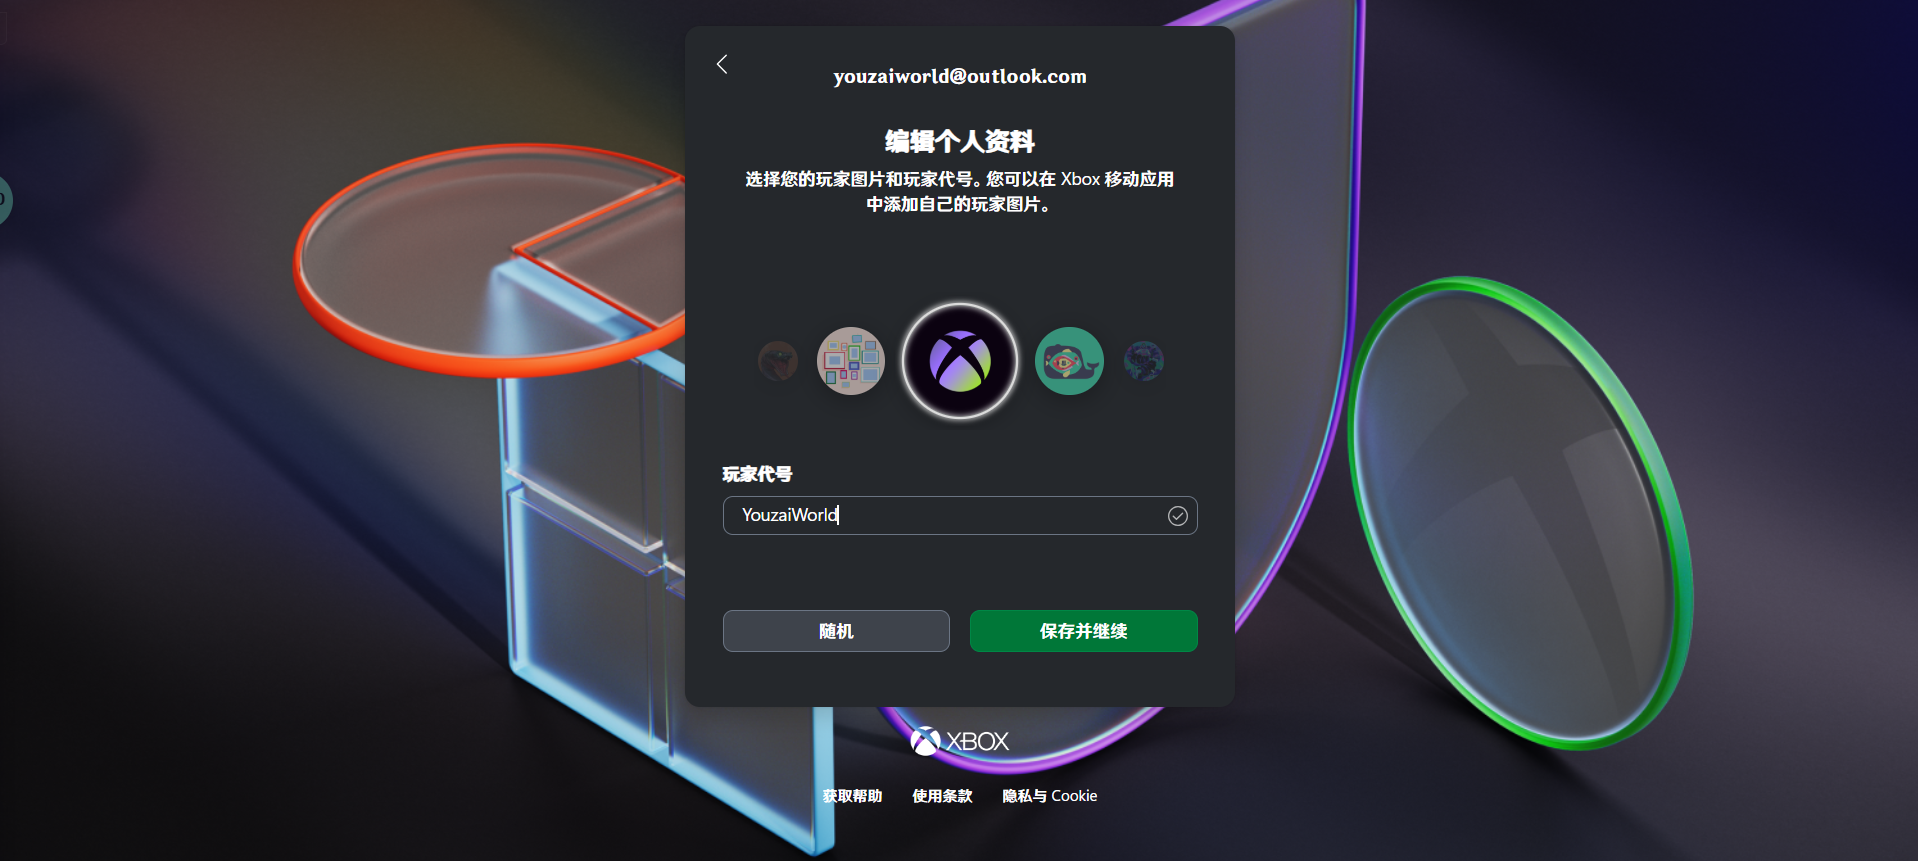 youzaiworld@outlook.com
编辑个人资料
选择您的玩家图片和玩家代号。您可以在 Xbox 移动应用
中添加自己的玩家图片。
玩家代号
YouzaiWorld
随机
保存并继续
XBOX
获取帮助 使用条款 隐私与 Cookie